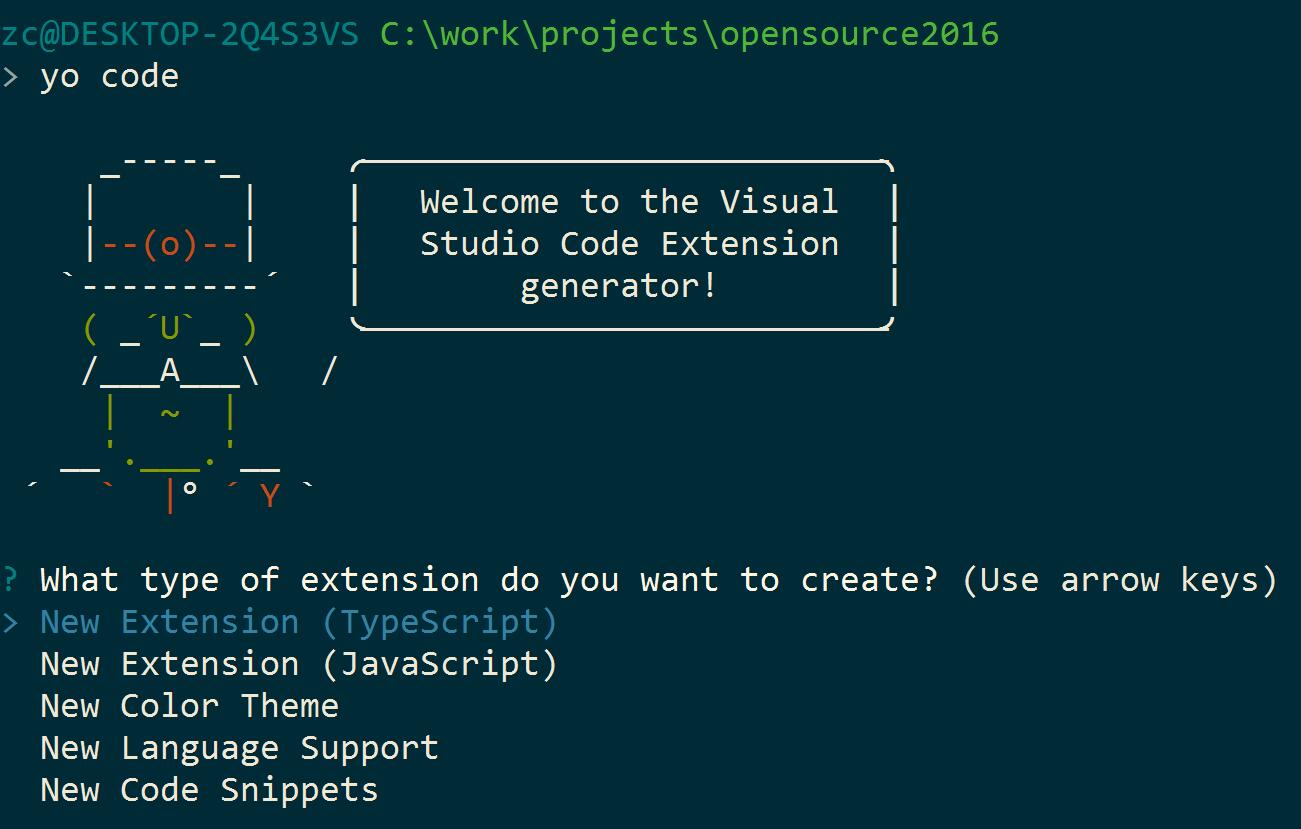 zc@DESKTOP-2Q4S3VS C:\work\projects\opensource2016
> yo code
Welcome to the Visual
Studio Code Extension
generator!
? What type of extension do you want to create? (Use arrow keys)
> New Extension (TypeScript)
New Extension (JavaScript)
New Color Theme
New Language Support
New Code Snippets